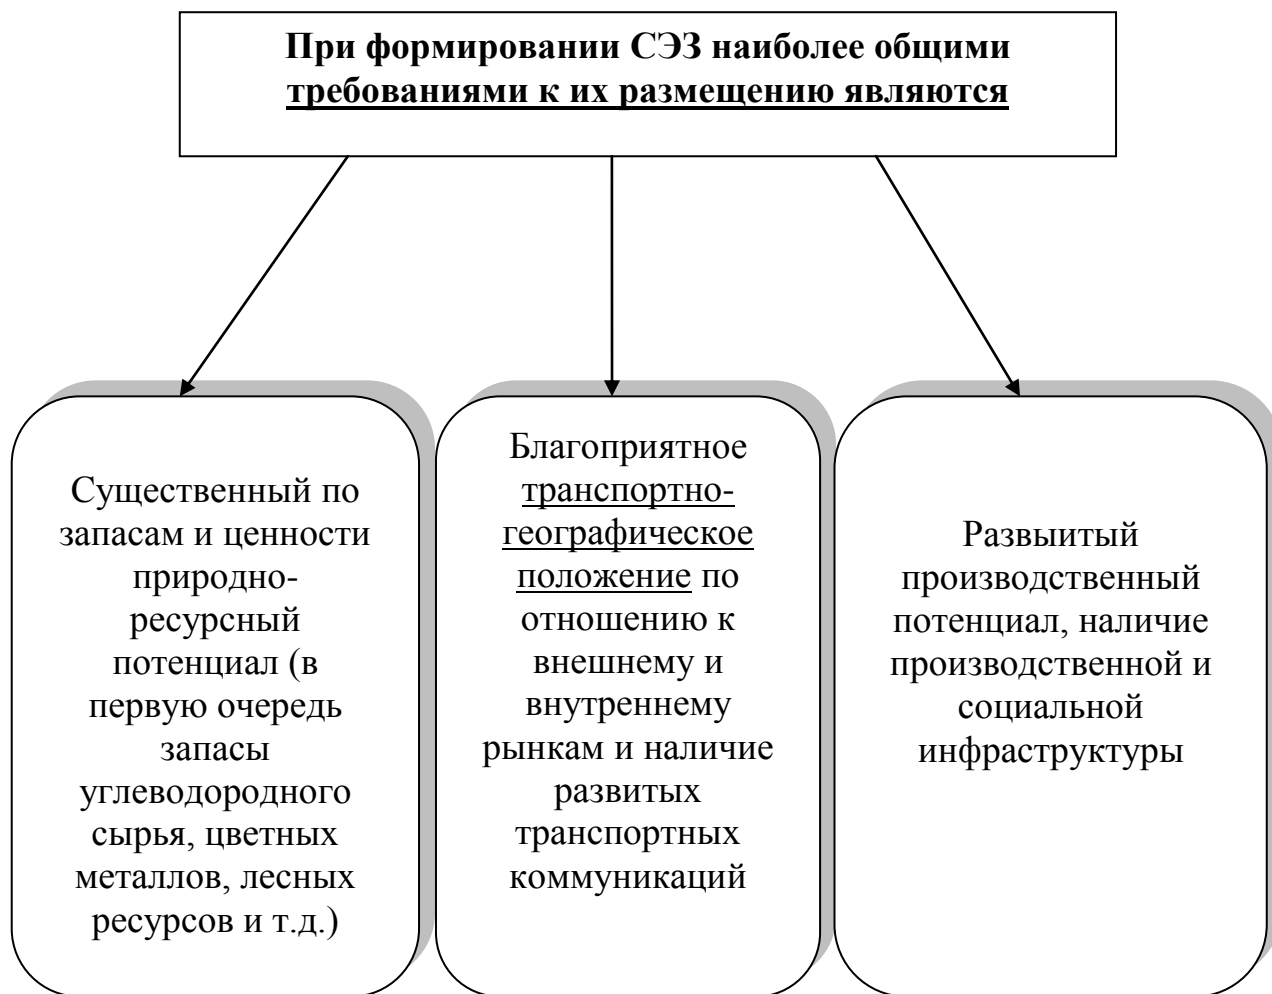 При формировании СЭЗ наиболее общими
требованиями к их размещению являются
Существенный по
запасам и ценности
природно-
ресурсный
потенциал (в
первую очередь
запасы
углеводородного
сырья, цветных
металлов, лесных
ресурсов и т.д.)
Благоприятное
транспортно-
географическое
положение по
отношению к
внешнему и
внутреннему
рынкам и наличие
развитых
транспортных
коммуникаций
Развыитый
производственный
потенциал, наличие
производственной и
социальной
инфраструктуры